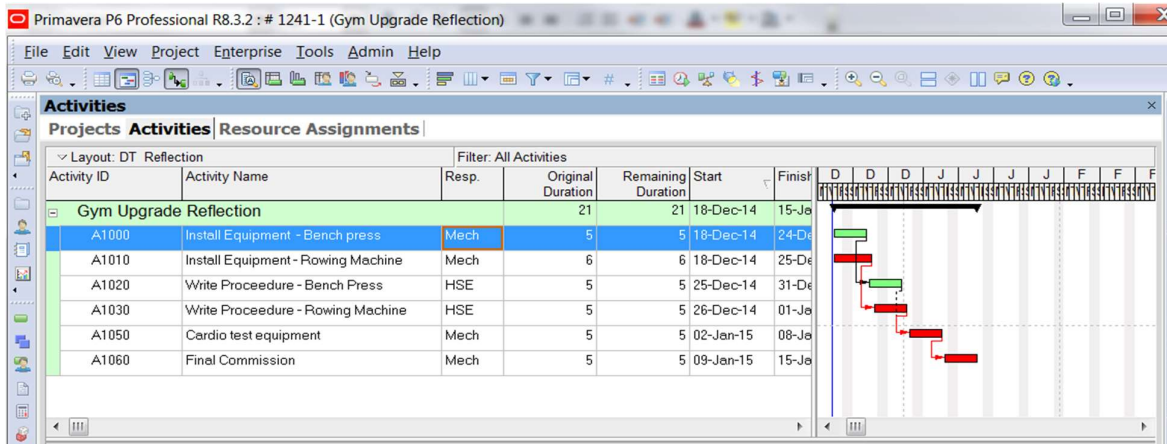 Primavera P6 Professional R8.3.2 : # 1241-1 (Gym Upgrade Reflection)
File Edit View Project Enterprise Tools Admin Help
Activities
Projects Activities Resource Assignments
Layout: DT Reflection Filter: All Activities
Activity ID Activity Name Resp. Original Duration Remaining Duration Start Finish D D D J J J J F F F
Gym Upgrade Reflection 21 21 18-Dec-14 15-Ja
A1000 Install Equipment - Bench press Mech 5 5 18-Dec-14 24-De
A1010 Install Equipment - Rowing Machine Mech 6 6 18-Dec-14 25-De
A1020 Write Proceedure - Bench Press HSE 5 5 25-Dec-14 31-De
A1030 Write Proceedure - Rowing Machine HSE 5 5 26-Dec-14 01-Ja
A1050 Cardio test equipment Mech 5 5 02-Jan-15 08-Ja
A1060 Final Commission Mech 5 5 09-Jan-15 15-Ja